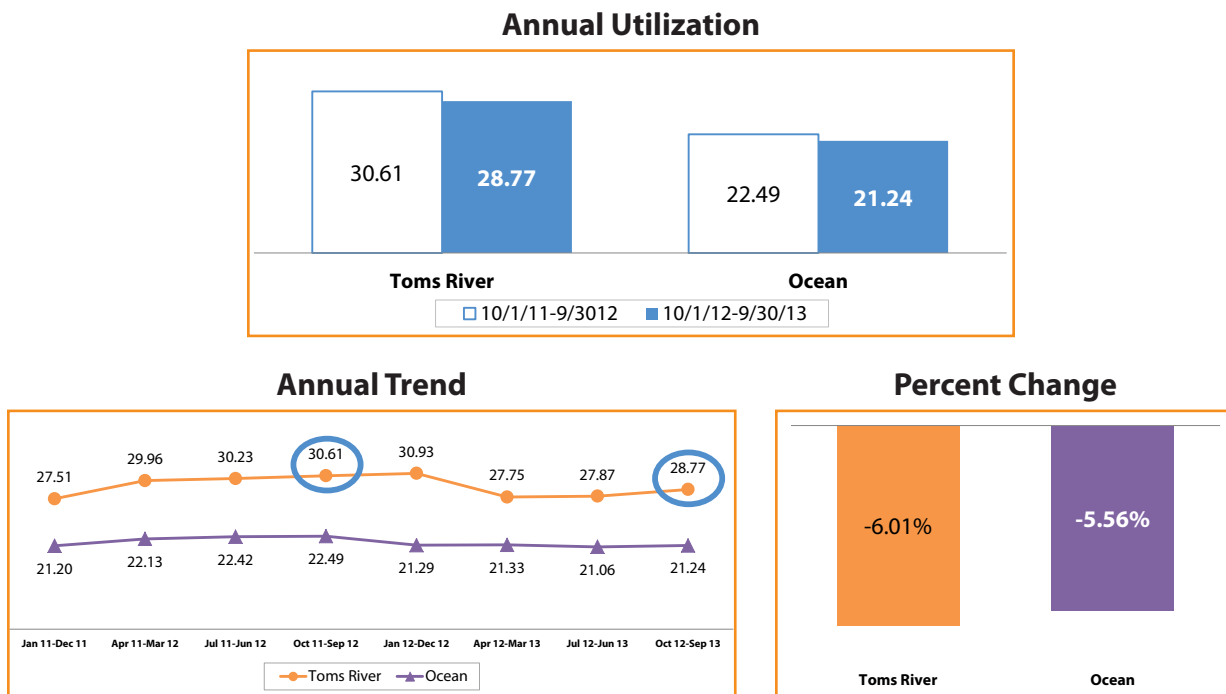 Annual Utilization
30.61
28.77
22.49
21.24
Toms River
Ocean
10/1/11-9/3012 10/1/12-9/30/13
Annual Trend
27.51 29.96 30.23 30.61 30.93 27.75 27.87 28.77
21.20 22.13 22.42 22.49 21.29 21.33 21.06 21.24
Jan 11-Dec 11 Apr 11-Mar 12 Jul 11-Jun 12 Oct 11-Sep 12 Jan 12-Dec 12 Apr 12-Mar 13 Jul 12-Jun 13 Oct 12-Sep 13
Toms River Ocean
Percent Change
-6.01%
-5.56%
Toms River
Ocean